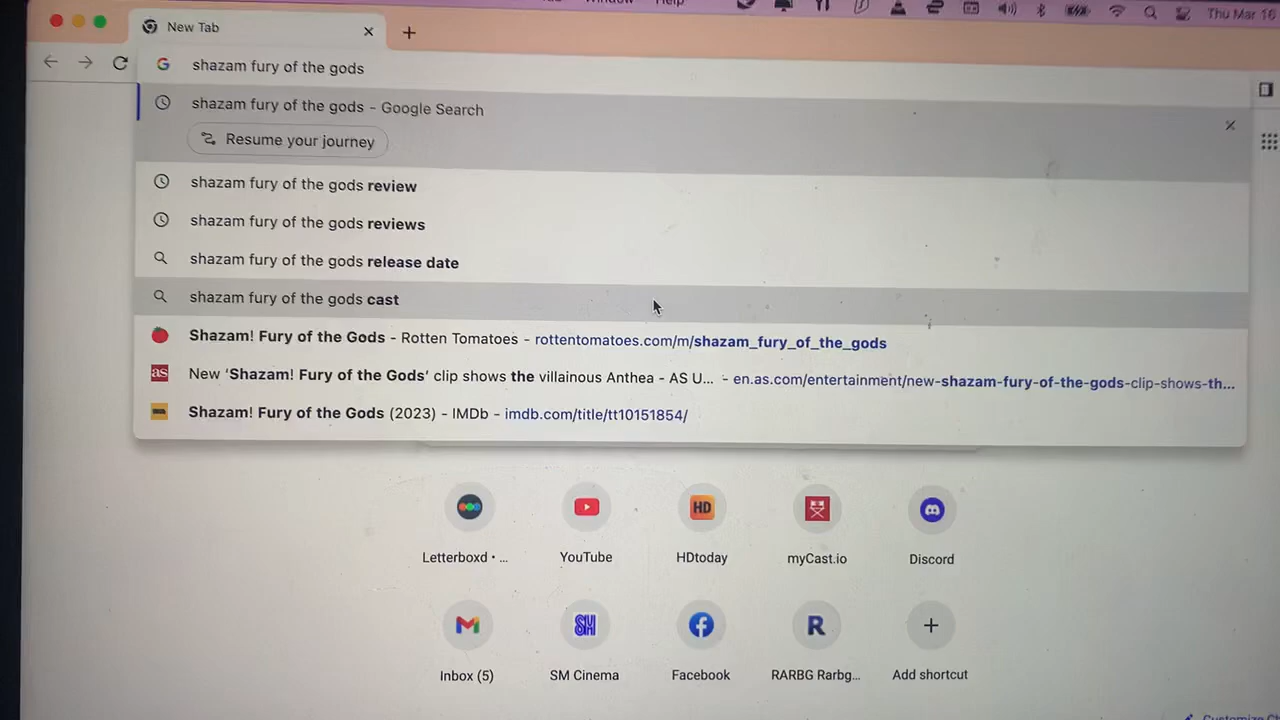 Help
Thu Mar 16
New Tab
shazam fury of the gods
shazam fury of the gods - Google Search
Resume your journey
shazam fury of the gods review
shazam fury of the gods reviews
shazam fury of the gods release date
shazam fury of the gods cast
Shazam! Fury of the Gods - Rotten Tomatoes - rottentomatoes.com/m/shazam_fury_of_the_gods
as New ‘Shazam! Fury of the Gods‘ clip shows the villainous Anthea - AS U... - en.as.com/entertainment/new-shazam-fury-of-the-gods-clip-shows-th...
Shazam! Fury of the Gods (2023) - IMDb - imdb.com/title/tt10151854/
HD
Letterboxd • ...
YouTube
HDtoday
myCast.io
Discord
SM
R
Inbox (5)
SM Cinema
Facebook
RARBG Rarbg...
Add shortcut